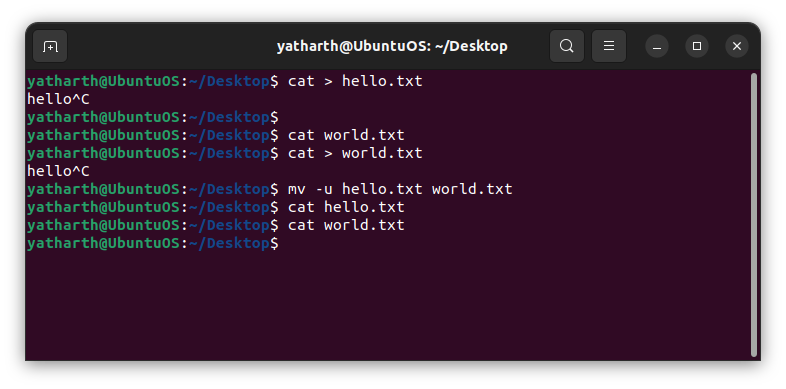 yatharth@UbuntuOS: ~/Desktop
yatharth@UbuntuOS:~/Desktop$ cat > hello.txt
hello^C
yatharth@UbuntuOS:~/Desktop$
yatharth@UbuntuOS:~/Desktop$ cat world.txt
yatharth@UbuntuOS:~/Desktop$ cat > world.txt
hello^C
yatharth@UbuntuOS:~/Desktop$ mv -u hello.txt world.txt
yatharth@UbuntuOS:~/Desktop$ cat hello.txt
yatharth@UbuntuOS:~/Desktop$ cat world.txt
yatharth@UbuntuOS:~/Desktop$